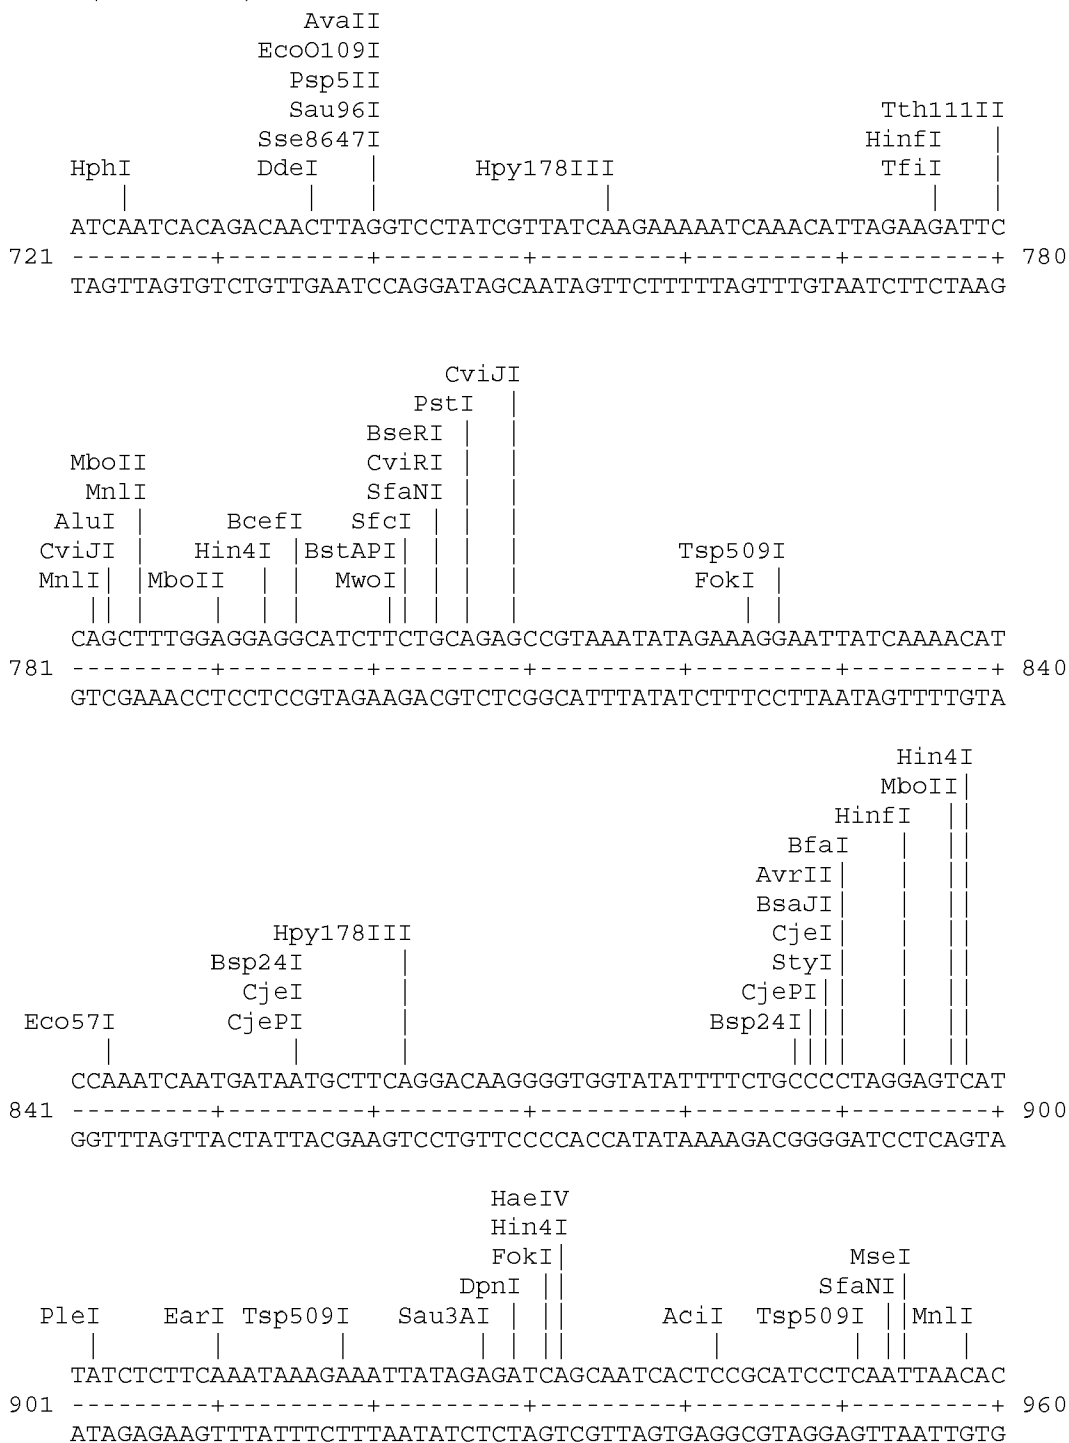 AvaII
EcoO109I
Psp5II
Sau96I Tth111II
Sse8647I HinfI |
HphI DdeI | Hpy178III TfiI |
| | | | | |
ATCAATCACAGACAACTTAGGTCCTATCGTTATCAAGAAAAATCAAACATTAGAAGATTC
721 ---------+---------+---------+---------+---------+---------+ 780
TAGTTAGTGTCTGTTGAATCCAGGATAGCAATAGTTCTTTTTAGTTTGTAATCTTCTAAG
CviJI
PstI |
BseRI | |
MboII CviRI | |
MnlI SfaNI | |
AluI | BcefI SfcI | | |
CviJI | Hin4I |BstAPI| | | | Tsp509I
MnlI| |MboII | | MwoI| | | | FokI |
|| | | | | || | | | | |
CAGCTTTGGAGGAGGCATCTTCTGCAGAGCCGTAAATATAGAAAGGAATTATCAAAACAT
781 ---------+---------+---------+---------+---------+---------+ 840
GTCGAAACCTCCTCCGTAGAAGACGTCTCGGCATTTATATCTTTCCTTAATAGTTTTGTA
Hin4I
MboII|
HinfI ||
BfaI | ||
AvrII| | ||
BsaJI| | ||
Hpy178III CjeI| | ||
Bsp24I | StyI| | ||
CjeI | CjePI|| | ||
Eco57I CjePI | Bsp24I||| | ||
| | | |||| | ||
CCAAATCAATGATAATGCTTCAGGACAAGGGGTGGTATATTTTCTGCCCCTAGGAGTCAT
841 ---------+---------+---------+---------+---------+---------+ 900
GGTTTAGTTACTATTACGAAGTCCTGTTCCCCACCATATAAAAGACGGGGATCCTCAGTA
HaeIV
Hin4I
FokI| MseI
DpnI || SfaNI|
PleI EarI Tsp509I Sau3AI | || AciI Tsp509I ||MnlI
| | | | | || | | || |
TATCTCTTCAAATAAAGAAATTATAGAGATCAGCAATCACTCCGCATCCTCAATTAACAC
901 ---------+---------+---------+---------+---------+---------+ 960
ATAGAGAAGTTTATTTCTTTAATATCTCTAGTCGTTAGTGAGGCGTAGGAGTTAATTGTG